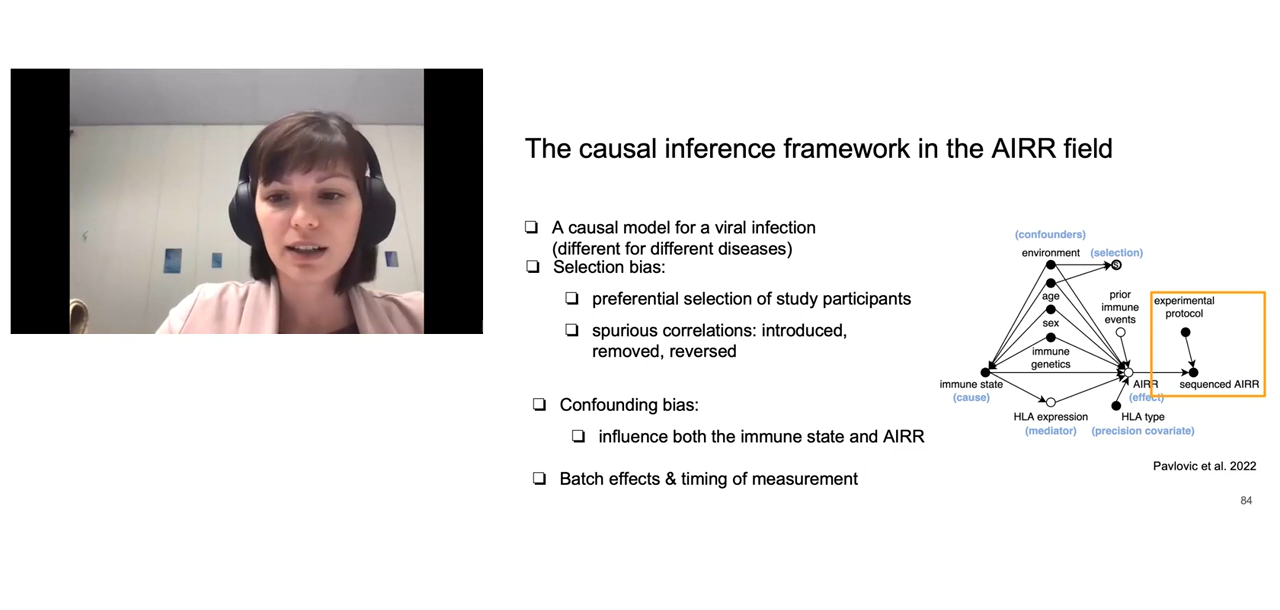 The causal inference framework in the AIRR field
A causal model for a viral infection
(different for different diseases)
Selection bias:
preferential selection of study participants
spurious correlations: introduced,
removed, reversed
Confounding bias:
influence both the immune state and AIRR
Batch effects & timing of measurement
(confounders)
environment
(selection)
S
age
sex
immune
genetics
prior
immune
events
experimental
protocol
immune state
(cause)
AIRR
(effect)
sequenced AIRR
HLA expression
(mediator)
HLA type
(precision covariate)
Pavlovic et al. 2022
84